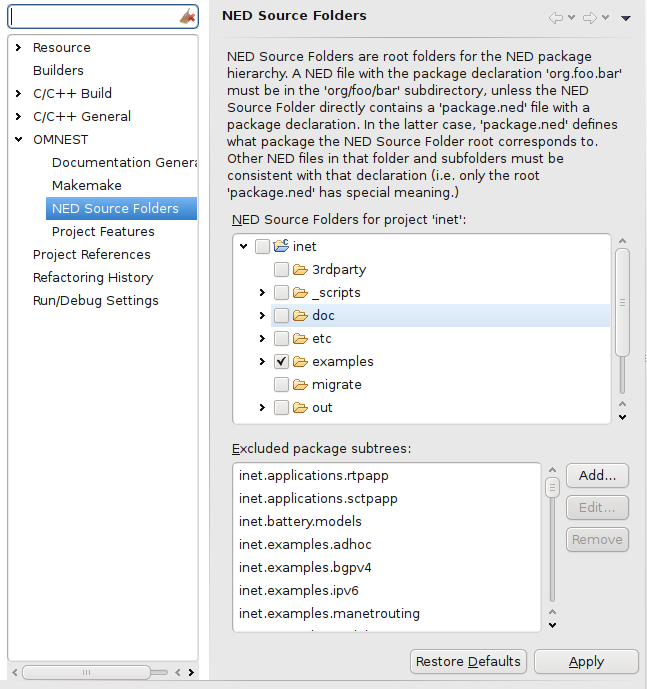 Resource
Builders
C/C++ Build
C/C++ General
OMNEST
Documentation Genera
Makemake
NED Source Folders
Project Features
Project References
Refactoring History
Run/Debug Settings
NED Source Folders
NED Source Folders are root folders for the NED package
hierarchy. A NED file with the package declaration 'org.foo.bar'
must be in the 'org/foo/bar' subdirectory, unless the NED
Source Folder directly contains a 'package.ned' file with a
package declaration. In the latter case, 'package.ned' defines
what package the NED Source Folder root corresponds to.
Other NED files in that folder and subfolders must be
consistent with that declaration (i.e. only the root
'package.ned' has special meaning.)
NED Source Folders for project 'inet':
inet
3rdparty
_scripts
doc
etc
examples
migrate
out
Excluded package subtrees:
inet.applications.rtpapp
inet.applications.sctpapp
inet.battery.models
inet.examples.adhoc
inet.examples.bgpv4
inet.examples.ipv6
inet.examples.manetrouting
Add...
Edit...
Remove
Restore Defaults
Apply